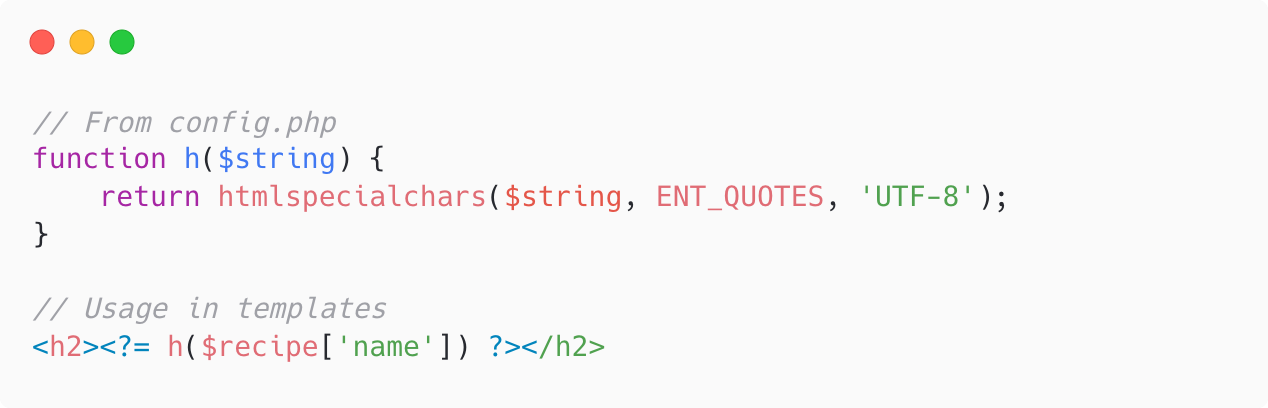 // From config.php
function h($string) {
    return htmlspecialchars($string, ENT_QUOTES, 'UTF-8');
}
// Usage in templates
<h2><?= h($recipe['name']) ?></h2>